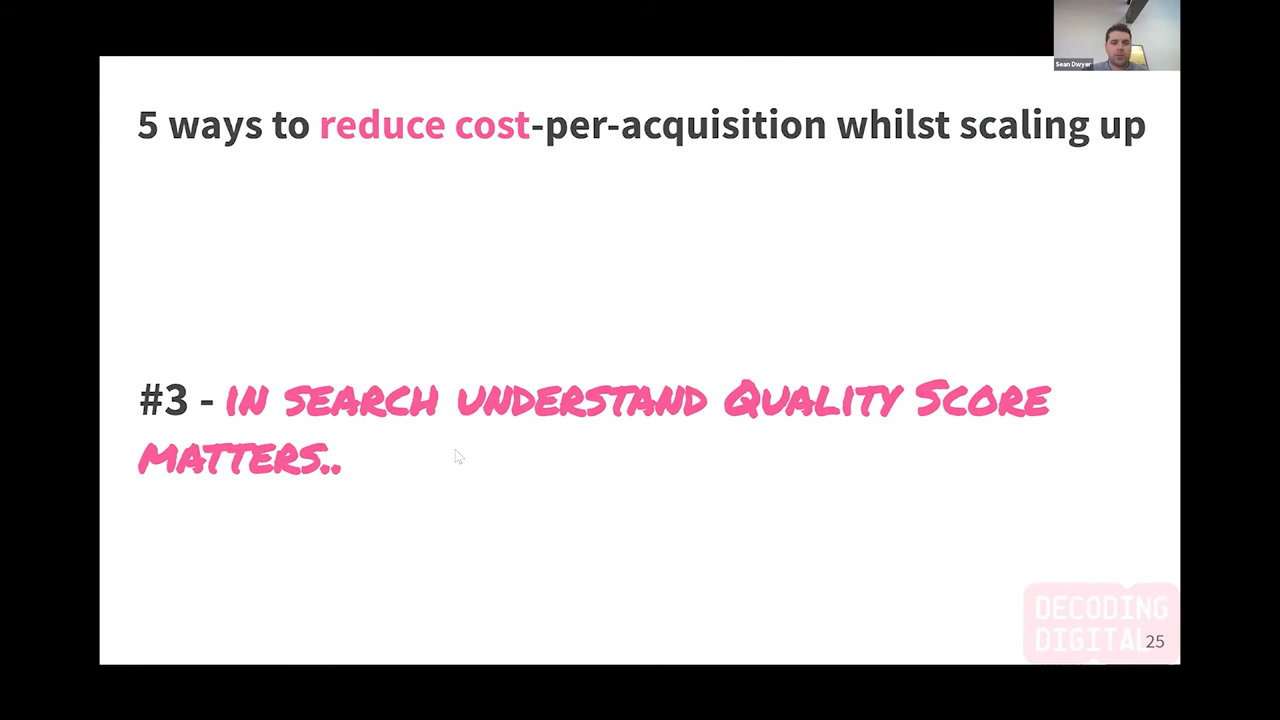 Sean Dwyer
5 ways to reduce cost-per-acquisition whilst scaling up
#3 - in search understand Quality Score
matters..
DECODING
DIGITAL
25